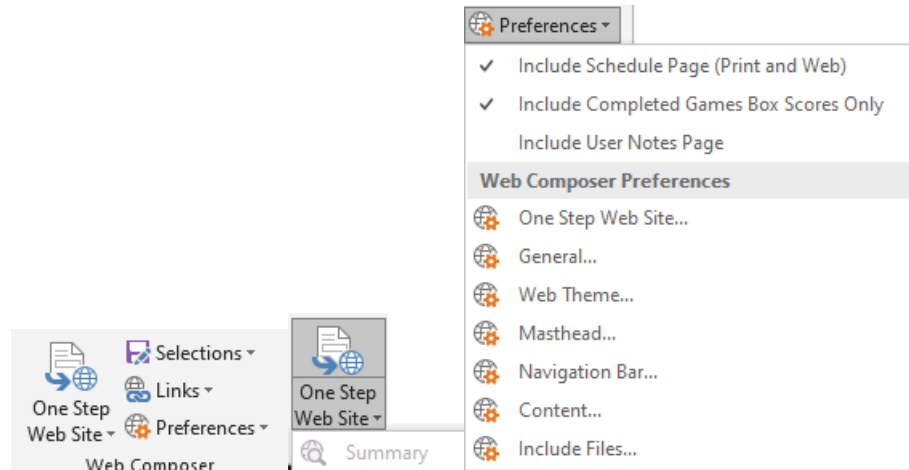 Preferences
Include Schedule Page (Print and Web)
Include Completed Games Box Scores Only
Include User Notes Page
Web Composer Preferences
One Step Web Site...
General...
Web Theme...
Masthead...
Navigation Bar...
Content...
Include Files...
One Step
Web Site
Selections
Links
Preferences
Web Composer
One Step
Web Site
Summary